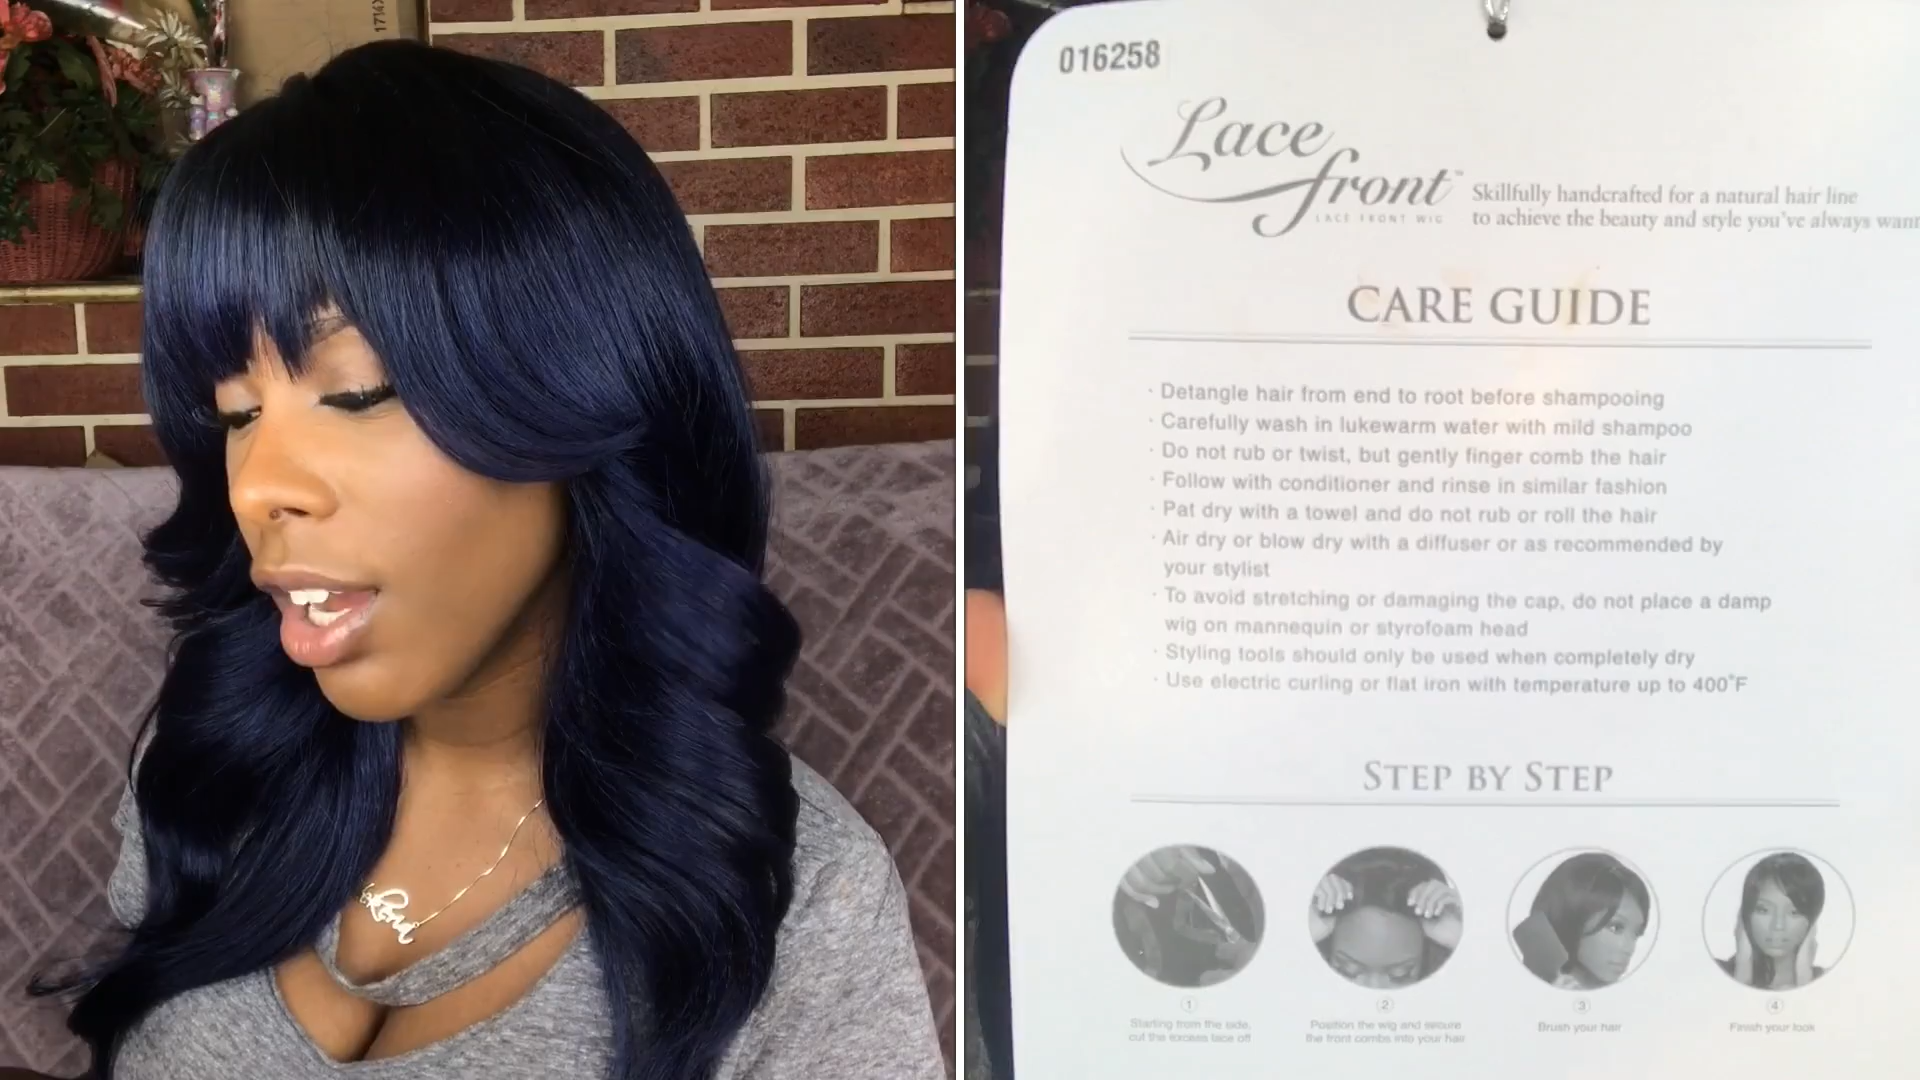 1714
016258
Lace
front™
LACE FRONT WIG
Skillfully handcrafted for a natural hair line
to achieve the beauty and style you've always
CARE GUIDE
· Detangle hair from end to root before shampooing
· Carefully wash in lukewarm water with mild shampoo
· Do not rub or twist, but gently finger comb the hair
· Follow with conditioner and rinse in similar fashion
· Pat dry with a towel and do not rub or roll the hair
· Air dry or blow dry with a diffuser or as recommended by
your stylist
· To avoid stretching or damaging the cap, do not place a damp
wig on mannequin or styrofoam head
· Styling tools should only be used when completely dry
· Use electric curling or flat iron with temperature up to 400°F
STEP BY STEP
1
Starting from the side,
cut the excess lace off
2
Position the wig and secure
the front combs into your hair
3
Brush your hair
4
Finish your look